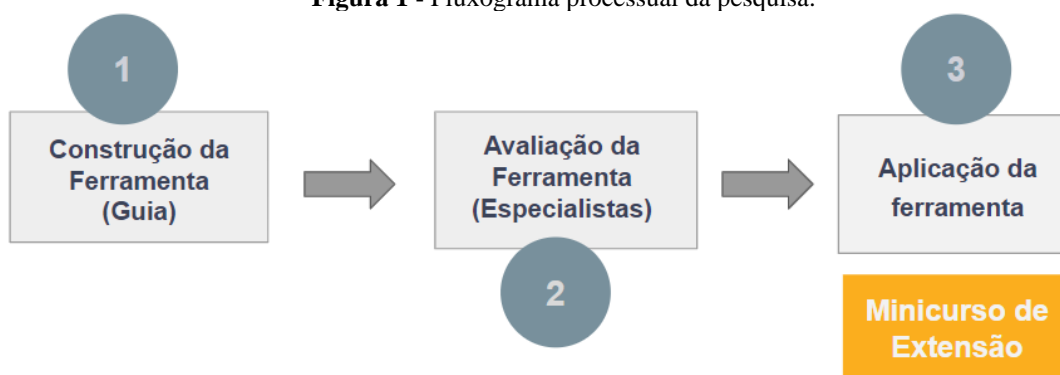 Figura 1 - Fluxograma processual da pesquisa.
1
Construção da
Ferramenta
(Guia)
Avaliação da
Ferramenta
(Especialistas)
2
3
Aplicação da
ferramenta
Minicurso de
Extensão